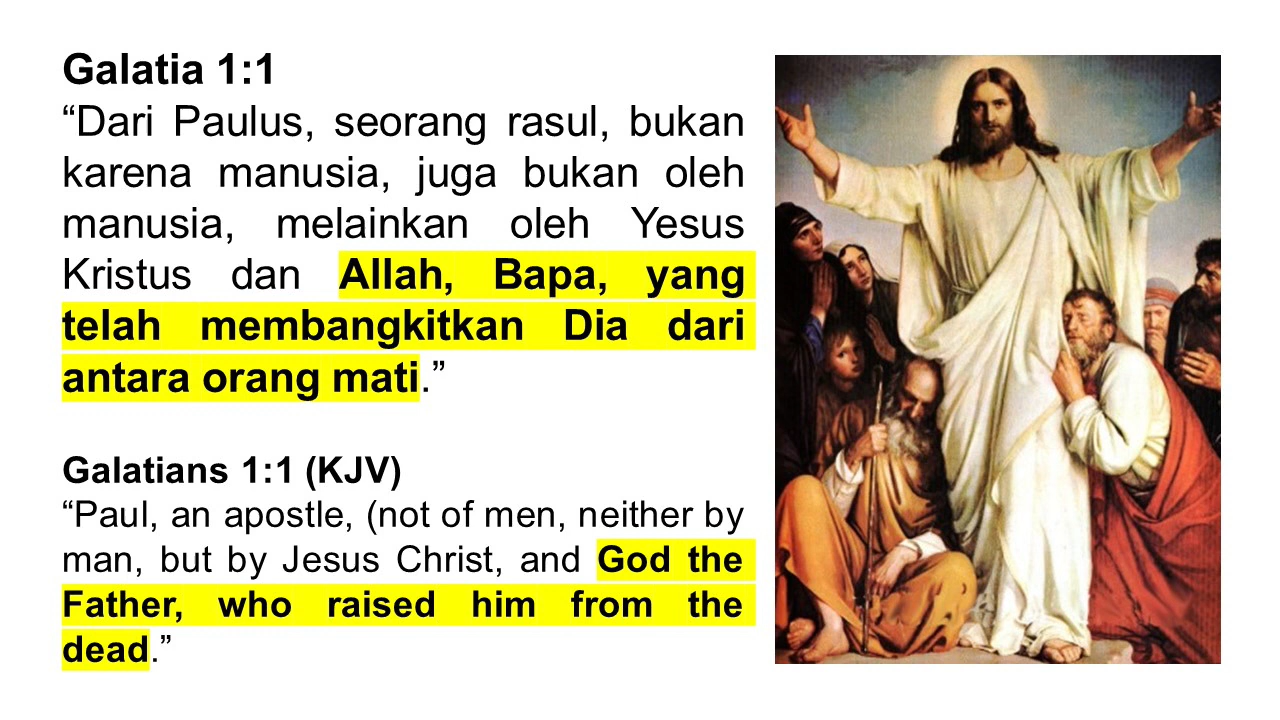 Galatia 1:1
“Dari Paulus, seorang rasul, bukan
karena manusia, juga bukan oleh
manusia, melainkan oleh Yesus
Kristus dan Allah, Bapa, yang
telah membangkitkan Dia dari
antara orang mati.”
Galatians 1:1 (KJV)
“Paul, an apostle, (not of men, neither by
man, but by Jesus Christ, and God the
Father, who raised him from the
dead.”